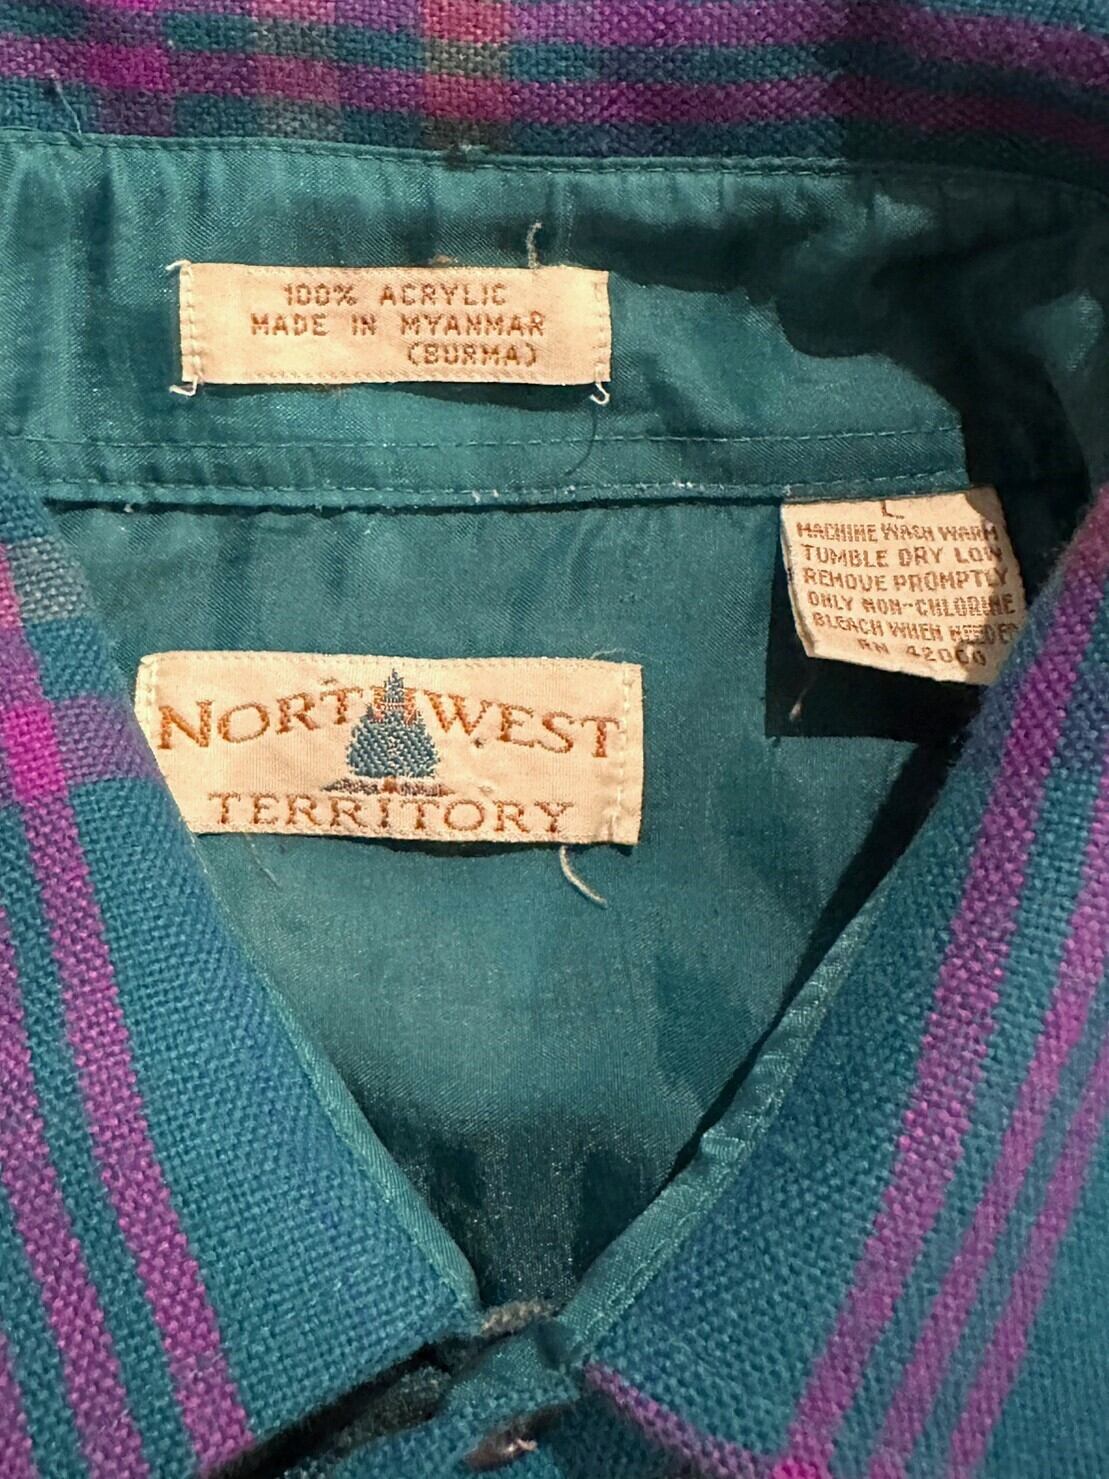 100% ACRYLIC
MADE IN MYANMAR
(BURMA)
L
MACHINE WASH WARM
TUMBLE DRY LOW
REMOVE PROMPTLY
ONLY NON-CHLORINE
BLEACH WHEN NEEDED
RN 42000
NORTHWEST
TERRITORY